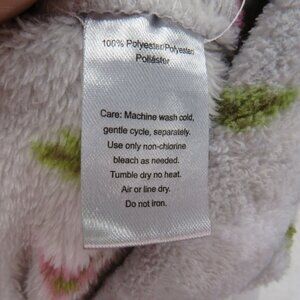 100% Polyester/Polyester/
Poliéster
Care: Machine wash cold,
gentle cycle, separately.
Use only non-chlorine
bleach as needed.
Tumble dry no heat.
Air or line dry.
Do not iron.